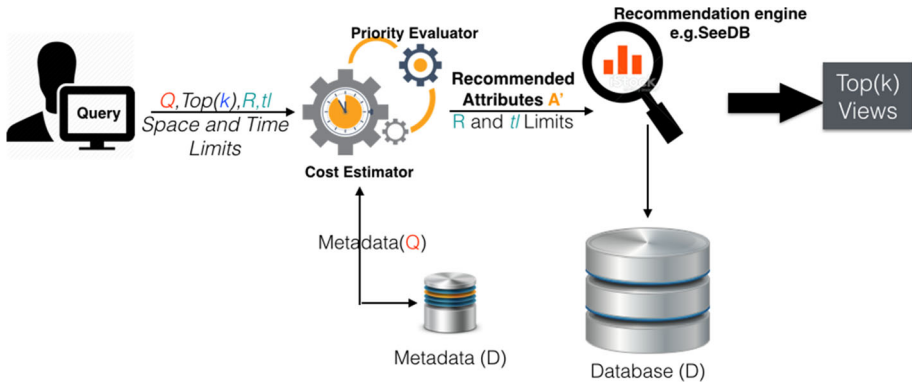 Query
Q,Top(k),R,tl
Space and Time
Limits
Priority Evaluator
Cost Estimator
Metadata(Q)
Metadata (D)
Recommended
Attributes A'
R and tl Limits
Recommendation engine
e.g.SeeDB
Database (D)
Top(k)
Views